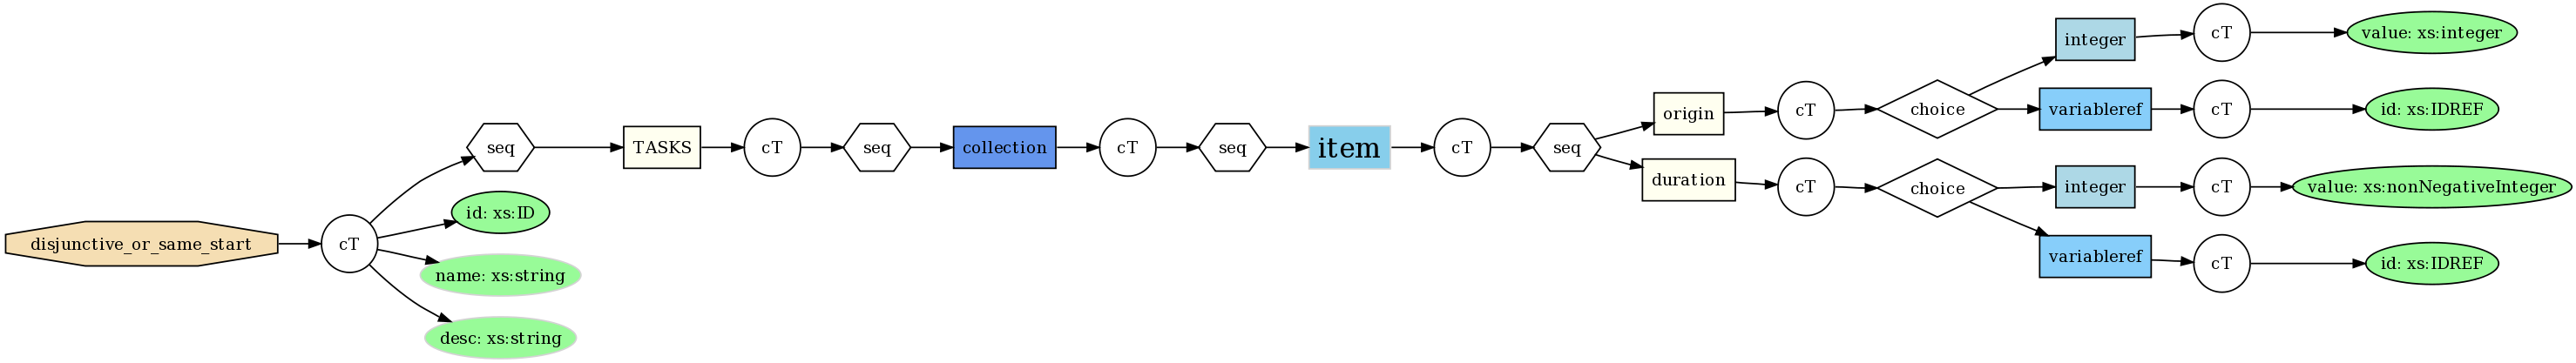 disjunctive_or_same_start
cT
seq
id: xs:ID
name: xs:string
desc: xs:string
TASKS
cT
seq
collection
cT
seq
item
cT
seq
origin
cT
choice
integer
cT
value: xs:integer
variableref
cT
id: xs:IDREF
duration
cT
choice
integer
cT
value: xs:nonNegativeInteger
variableref
cT
id: xs:IDREF